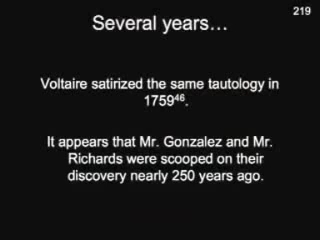 219
Several years…
Voltaire satirized the same tautology in
1759⁴⁶.
It appears that Mr. Gonzalez and Mr.
Richards were scooped on their
discovery nearly 250 years ago.